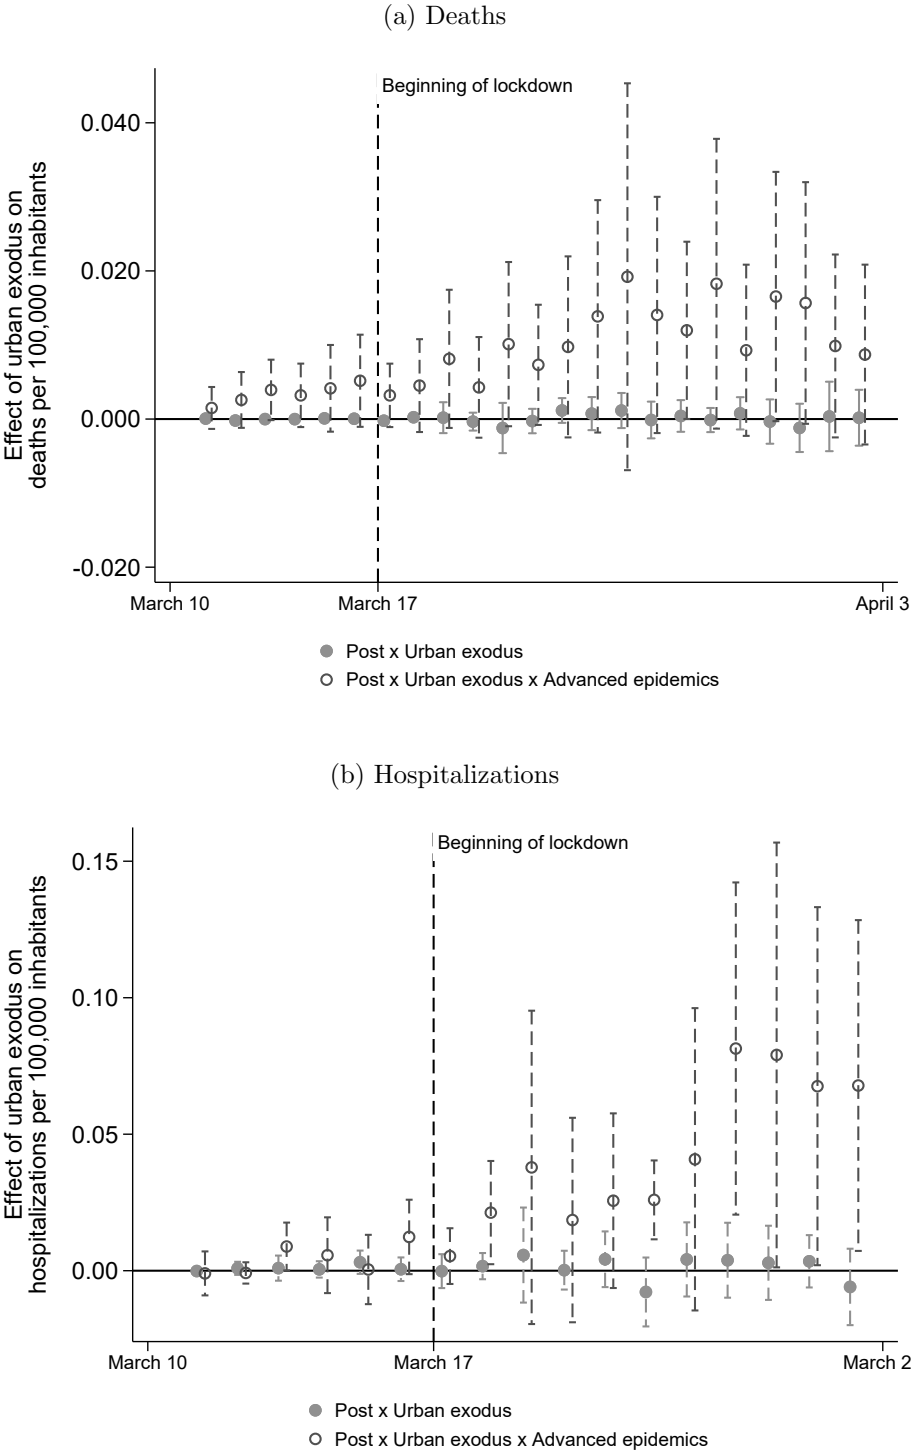 (a) Deaths
Beginning of lockdown
Effect of urban exodus on
deaths per 100,000 inhabitants
0.040
0.020
0.000
-0.020
March 10
March 17
April 3
Post x Urban exodus
Post x Urban exodus x Advanced epidemics
(b) Hospitalizations
Beginning of lockdown
Effect of urban exodus on
hospitalizations per 100,000 inhabitants
0.15
0.10
0.05
0.00
March 10
March 17
March 2
Post x Urban exodus
Post x Urban exodus x Advanced epidemics